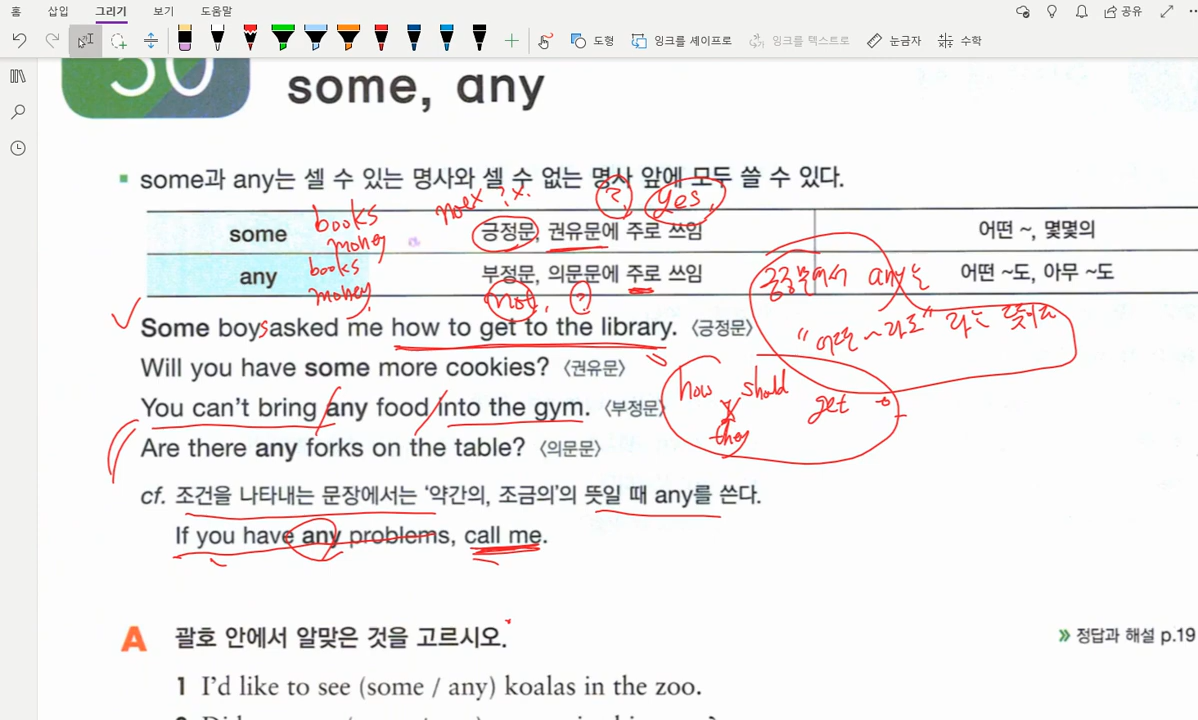 홈 삽입 그리기 보기 도움말
공유
도형 잉크를 셰이프로 잉크를 텍스트로 눈금자 수학
30
some, any
some과 any는 셀 수 있는 명사와 셀 수 없는 명사 앞에 모두 쓸 수 있다.
not x ? x. ? yes.
books
some 긍정문, 권유문에 주로 쓰임 어떤 ~, 몇몇의
money
books
any 부정문, 의문문에 주로 쓰임 어떤 ~도, 아무 ~도
money
not, ?
긍정문에서 any는
"어떤 ~라도" 라는 뜻이다
Some boys asked me how to get to the library. 〈긍정문〉
Will you have some more cookies? 〈권유문〉
how should
they
get to
You can't bring any food into the gym. 〈부정문〉
Are there any forks on the table? 〈의문문〉
cf. 조건을 나타내는 문장에서는 '약간의, 조금의'의 뜻일 때 any를 쓴다.
If you have any problems, call me.
A 괄호 안에서 알맞은 것을 고르시오.
» 정답과 해설 p.19
1 I'd like to see (some / any) koalas in the zoo.